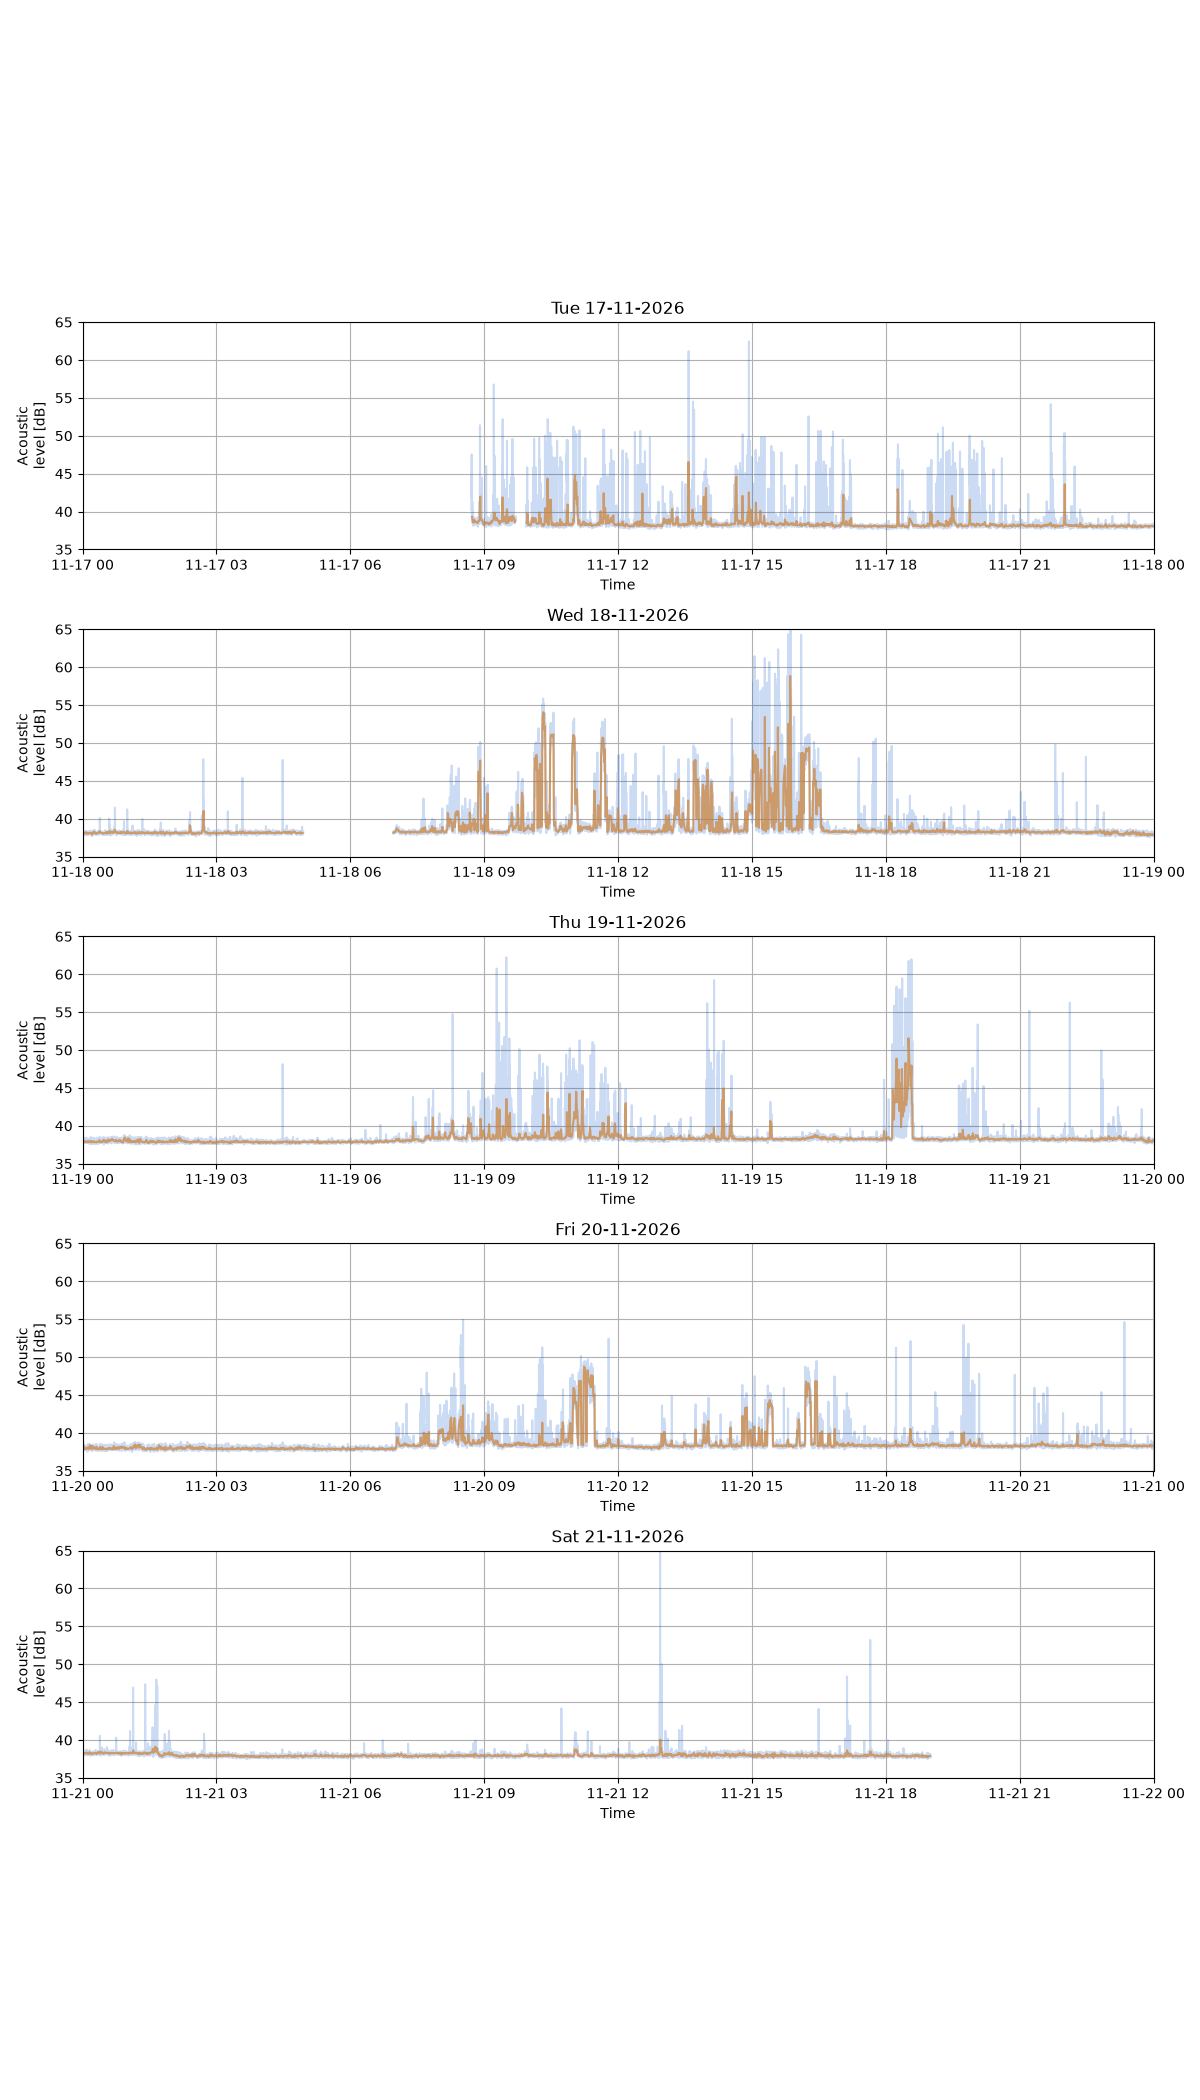 Tue 17-11-2026
65
60
55
50
45
40
35
Acoustic
level [dB]
11-17 00 11-17 03 11-17 06 11-17 09 11-17 12 11-17 15 11-17 18 11-17 21 11-18 00
Time
Wed 18-11-2026
65
60
55
50
45
40
35
Acoustic
level [dB]
11-18 00 11-18 03 11-18 06 11-18 09 11-18 12 11-18 15 11-18 18 11-18 21 11-19 00
Time
Thu 19-11-2026
65
60
55
50
45
40
35
Acoustic
level [dB]
11-19 00 11-19 03 11-19 06 11-19 09 11-19 12 11-19 15 11-19 18 11-19 21 11-20 00
Time
Fri 20-11-2026
65
60
55
50
45
40
35
Acoustic
level [dB]
11-20 00 11-20 03 11-20 06 11-20 09 11-20 12 11-20 15 11-20 18 11-20 21 11-21 00
Time
Sat 21-11-2026
65
60
55
50
45
40
35
Acoustic
level [dB]
11-21 00 11-21 03 11-21 06 11-21 09 11-21 12 11-21 15 11-21 18 11-21 21 11-22 00
Time